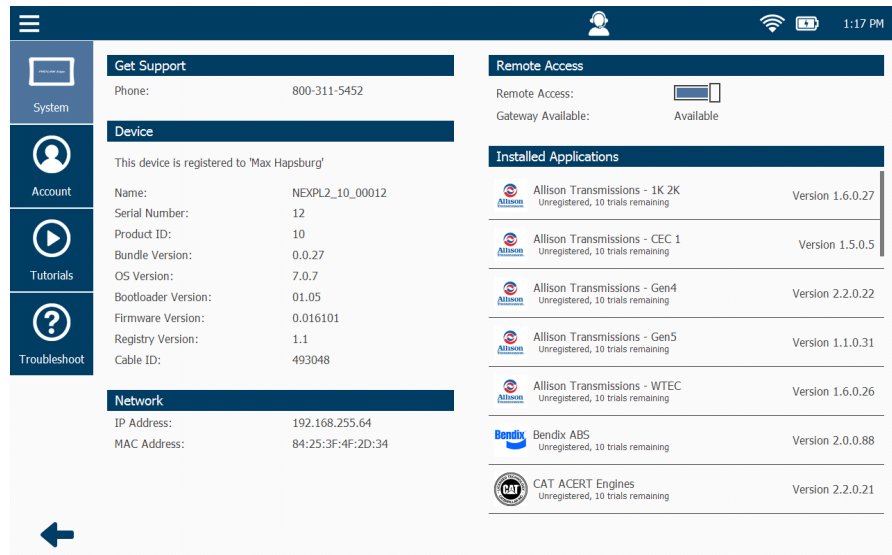 1:17 PM
System
Account
Tutorials
Troubleshoot
Get Support
Phone: 800-311-5452
Device
This device is registered to 'Max Hapsburg'
Name: NEXPL2_10_00012
Serial Number: 12
Product ID: 10
Bundle Version: 0.0.27
OS Version: 7.0.7
Bootloader Version: 01.05
Firmware Version: 0.016101
Registry Version: 1.1
Cable ID: 493048
Network
IP Address: 192.168.255.64
MAC Address: 84:25:3F:4F:2D:34
Remote Access
Remote Access:
Gateway Available: Available
Installed Applications
Allison
Allison Transmissions - 1K 2K Version 1.6.0.27
Unregistered, 10 trials remaining
Allison
Allison Transmissions - CEC 1 Version 1.5.0.5
Unregistered, 10 trials remaining
Allison
Allison Transmissions - Gen4 Version 2.2.0.22
Unregistered, 10 trials remaining
Allison
Allison Transmissions - Gen5 Version 1.1.0.31
Unregistered, 10 trials remaining
Allison
Allison Transmissions - WTEC Version 1.6.0.26
Unregistered, 10 trials remaining
Bendix
Bendix ABS Version 2.0.0.88
Unregistered, 10 trials remaining
CAT
CAT ACERT Engines Version 2.2.0.21
Unregistered, 10 trials remaining